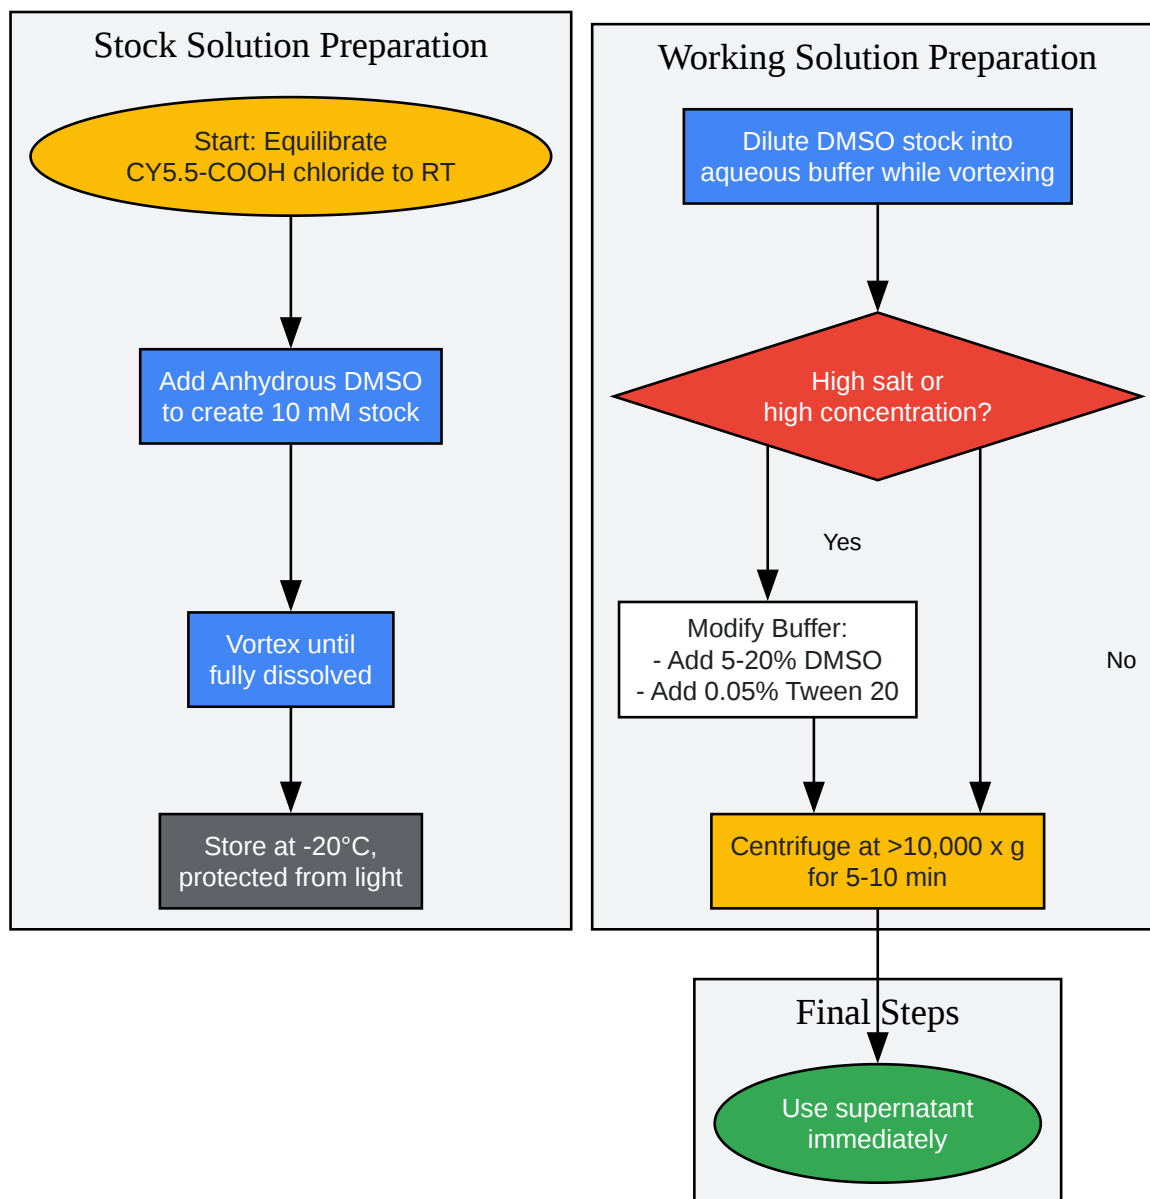 Stock Solution Preparation
Start: Equilibrate
CY5.5-COOH chloride to RT
Add Anhydrous DMSO
to create 10 mM stock
Vortex until
fully dissolved
Store at -20°C,
protected from light
Working Solution Preparation
Dilute DMSO stock into
aqueous buffer while vortexing
High salt or
high concentration?
Yes
Modify Buffer:
- Add 5-20% DMSO
- Add 0.05% Tween 20
No
Centrifuge at >10,000 x g
for 5-10 min
Final Steps
Use supernatant
immediately